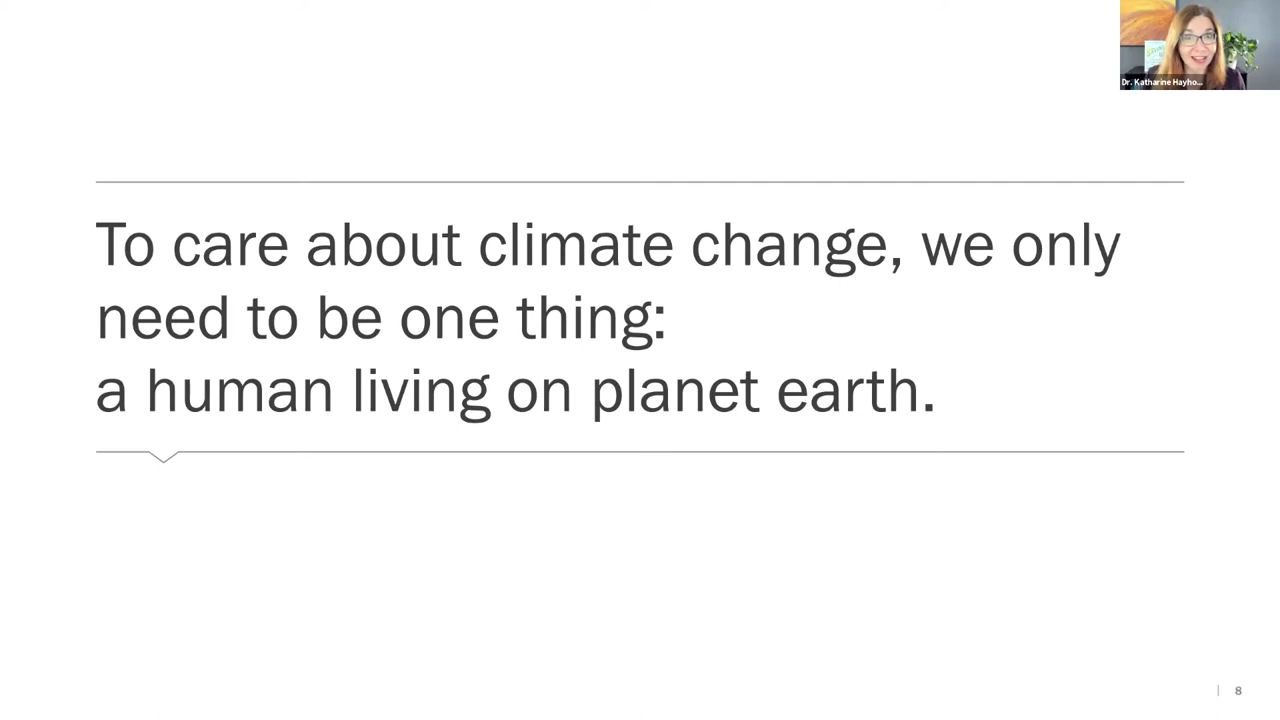 Dr. Katharine Hayho...
To care about climate change, we only
need to be one thing:
a human living on planet earth.
8